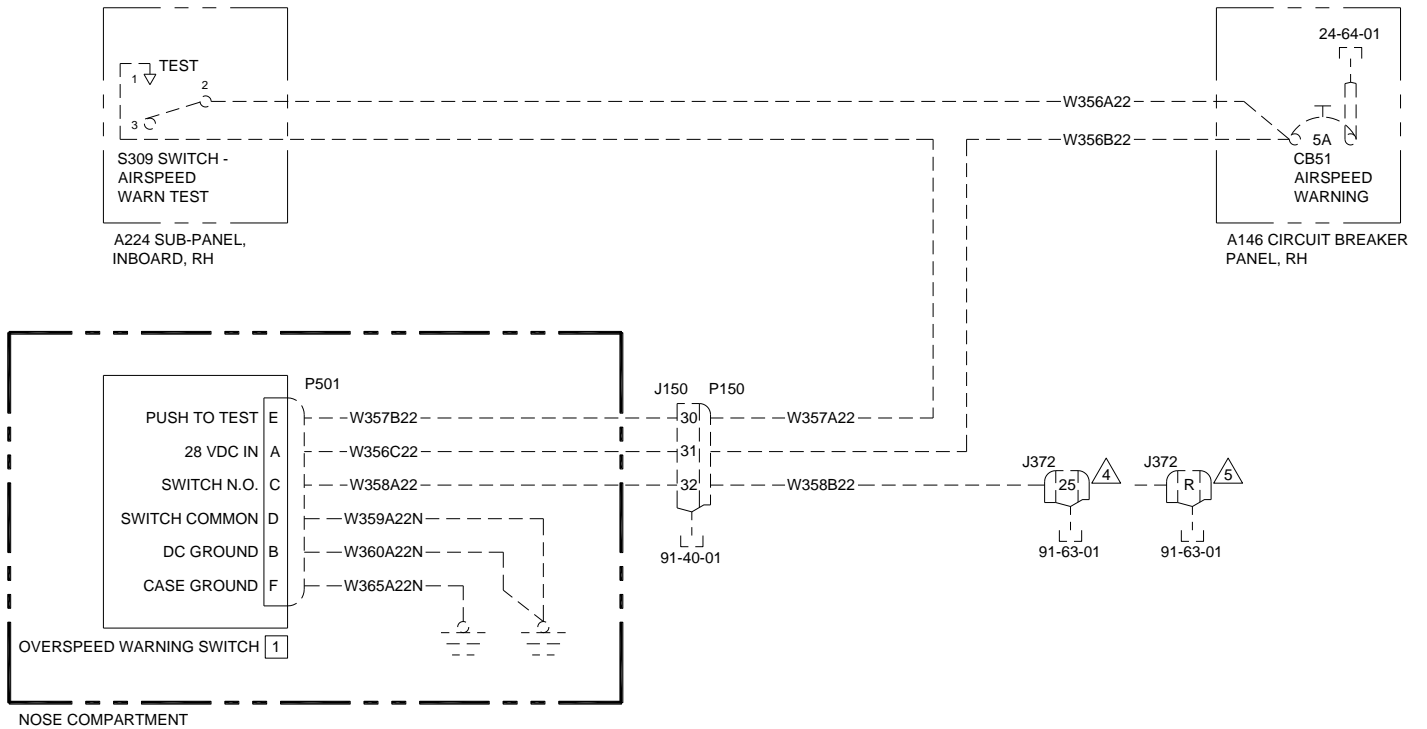 24-64-01
TEST
1
2
3
W356A22
W356B22
5A
S309 SWITCH -
AIRSPEED
WARN TEST
CB51
AIRSPEED
WARNING
A224 SUB-PANEL,
INBOARD, RH
A146 CIRCUIT BREAKER
PANEL, RH
P501
J150 P150
PUSH TO TEST E W357B22 30 W357A22
28 VDC IN A W356C22 31
J372 4 J372 5
SWITCH N.O. C W358A22 32 W358B22 25 R
SWITCH COMMON D W359A22N
DC GROUND B W360A22N
91-40-01 91-63-01 91-63-01
CASE GROUND F W365A22N
OVERSPEED WARNING SWITCH 1
NOSE COMPARTMENT